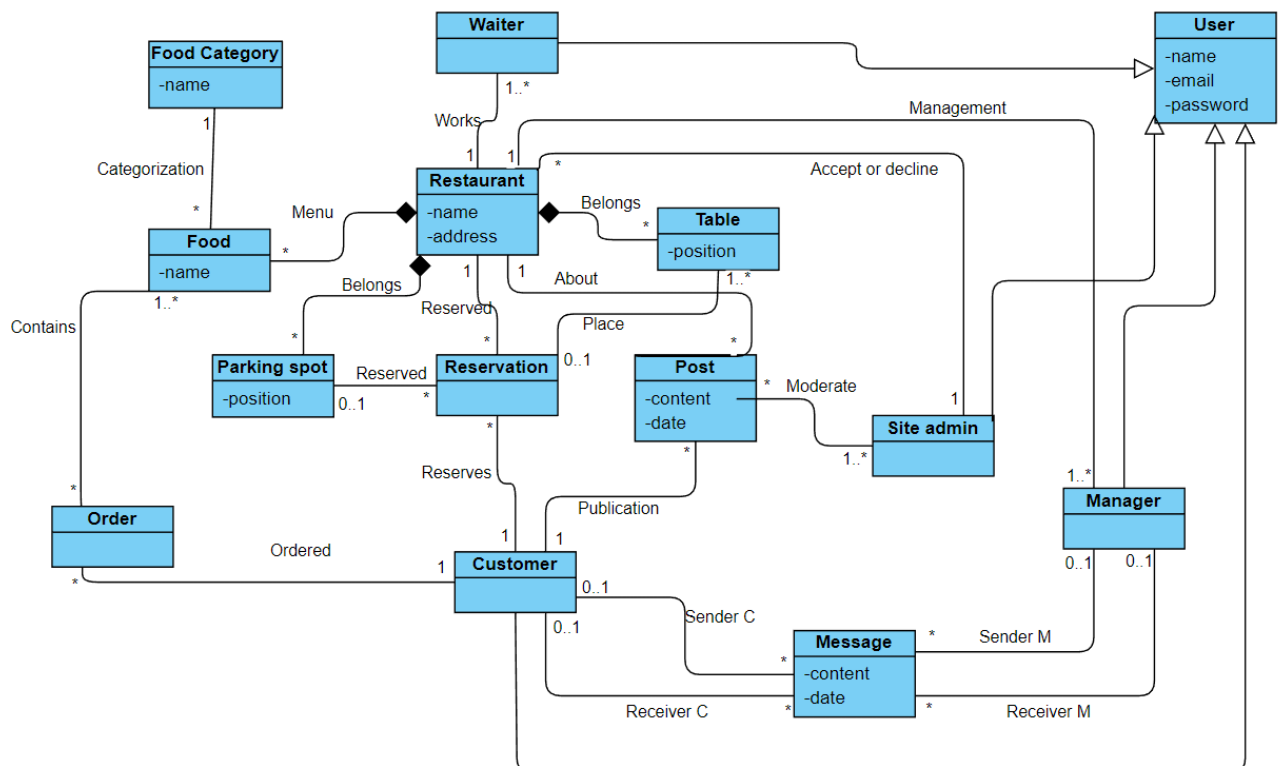 Waiter
User
-name
-email
-password
Food Category
-name
1..*
Management
1
Works
Categorization
1
1
*
Accept or decline
Restaurant
-name
-address
Belongs
*
Table
-position
Menu
*
*
Food
-name
1..*
1
1
About
1..*
Belongs
Reserved
Place
Contains
*
*
0..1
*
Parking spot
-position
Reserved
0..1
*
Reservation
Post
-content
-date
*
Moderate
1
1..*
Site admin
*
*
Reserves
1..*
Manager
Publication
*
Order
Ordered
*
1
1
1
Customer
0..1
0..1
0..1
0..1
Sender C
*
*
Sender M
Message
-content
-date
Receiver C
*
*
Receiver M